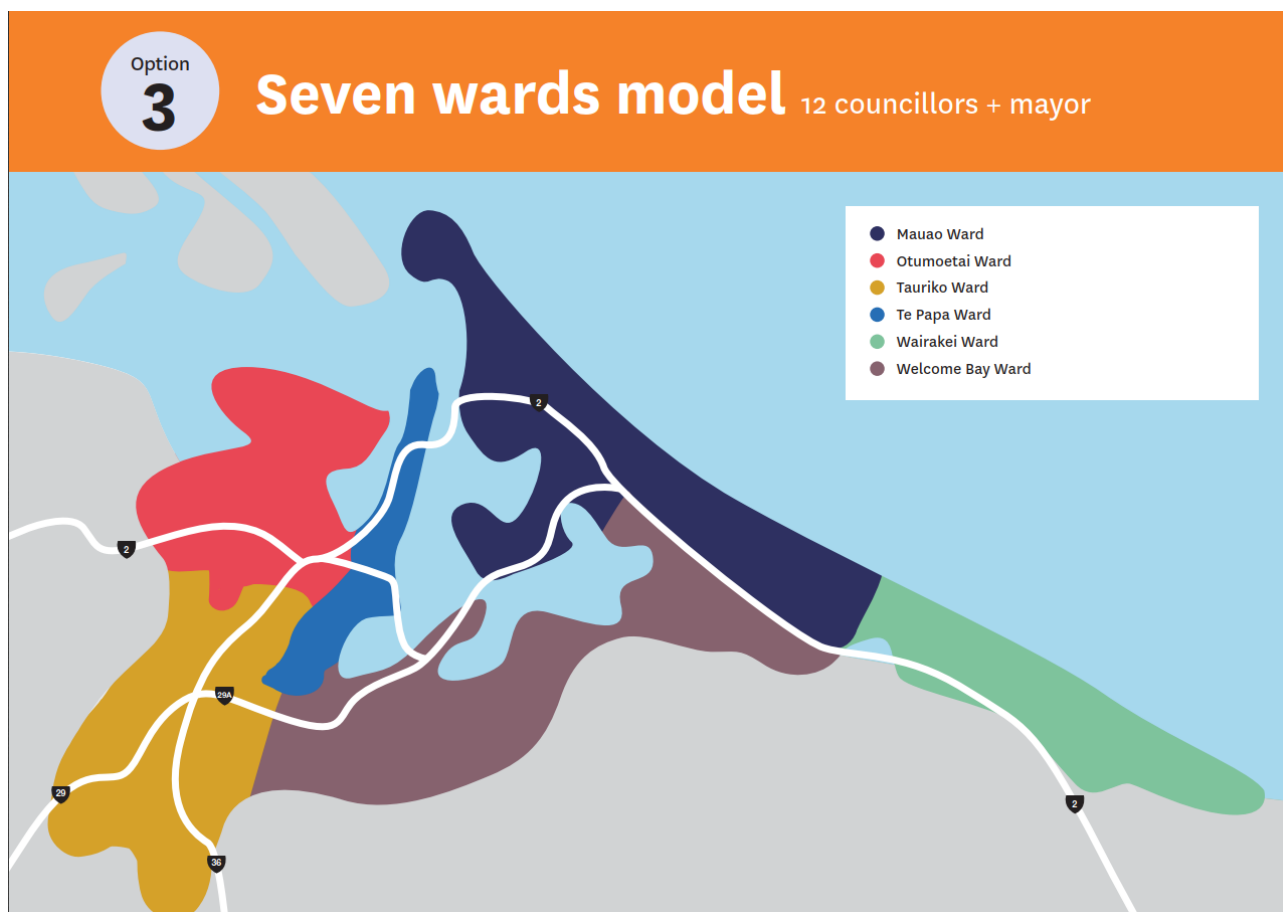 Option
3
Seven wards model 12 councillors + mayor
Mauao Ward
Otumoetai Ward
Tauriko Ward
Te Papa Ward
Wairakei Ward
Welcome Bay Ward
2
2
29A
29
2
36